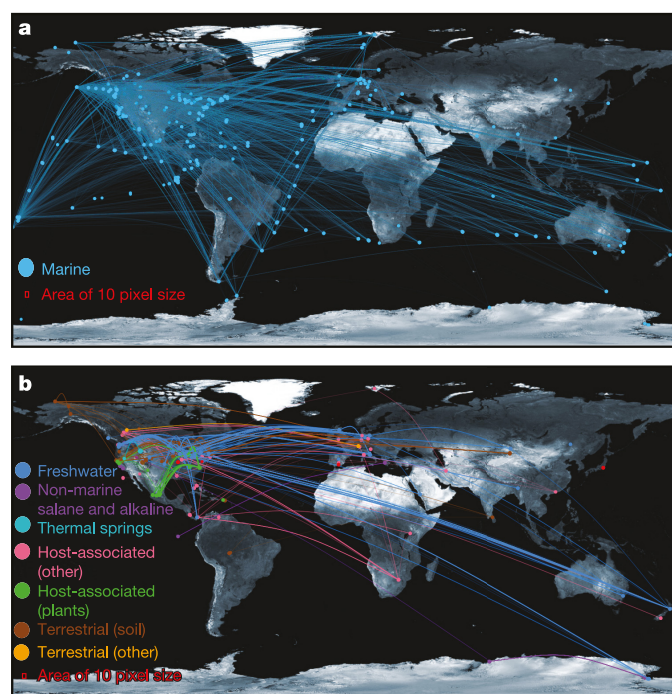 a
Marine
Area of 10 pixel size
b
Freshwater
Non-marine
salane and alkaline
Thermal springs
Host-associated
(other)
Host-associated
(plants)
Terrestrial (soil)
Terrestrial (other)
Area of 10 pixel size